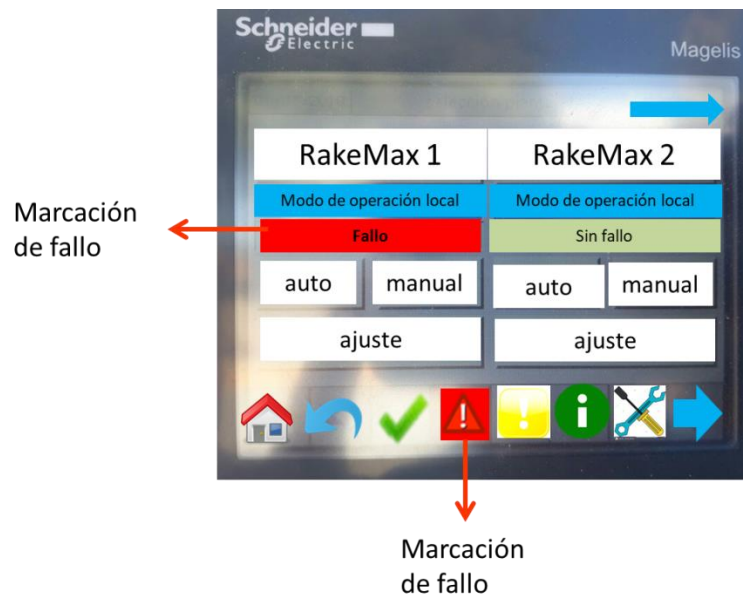 Schneider
Electric
Magelis
RakeMax 1
RakeMax 2
Modo de operación local
Modo de operación local
Marcación
de fallo
Fallo
Sin fallo
auto
manual
auto
manual
ajuste
ajuste
Marcación
de fallo